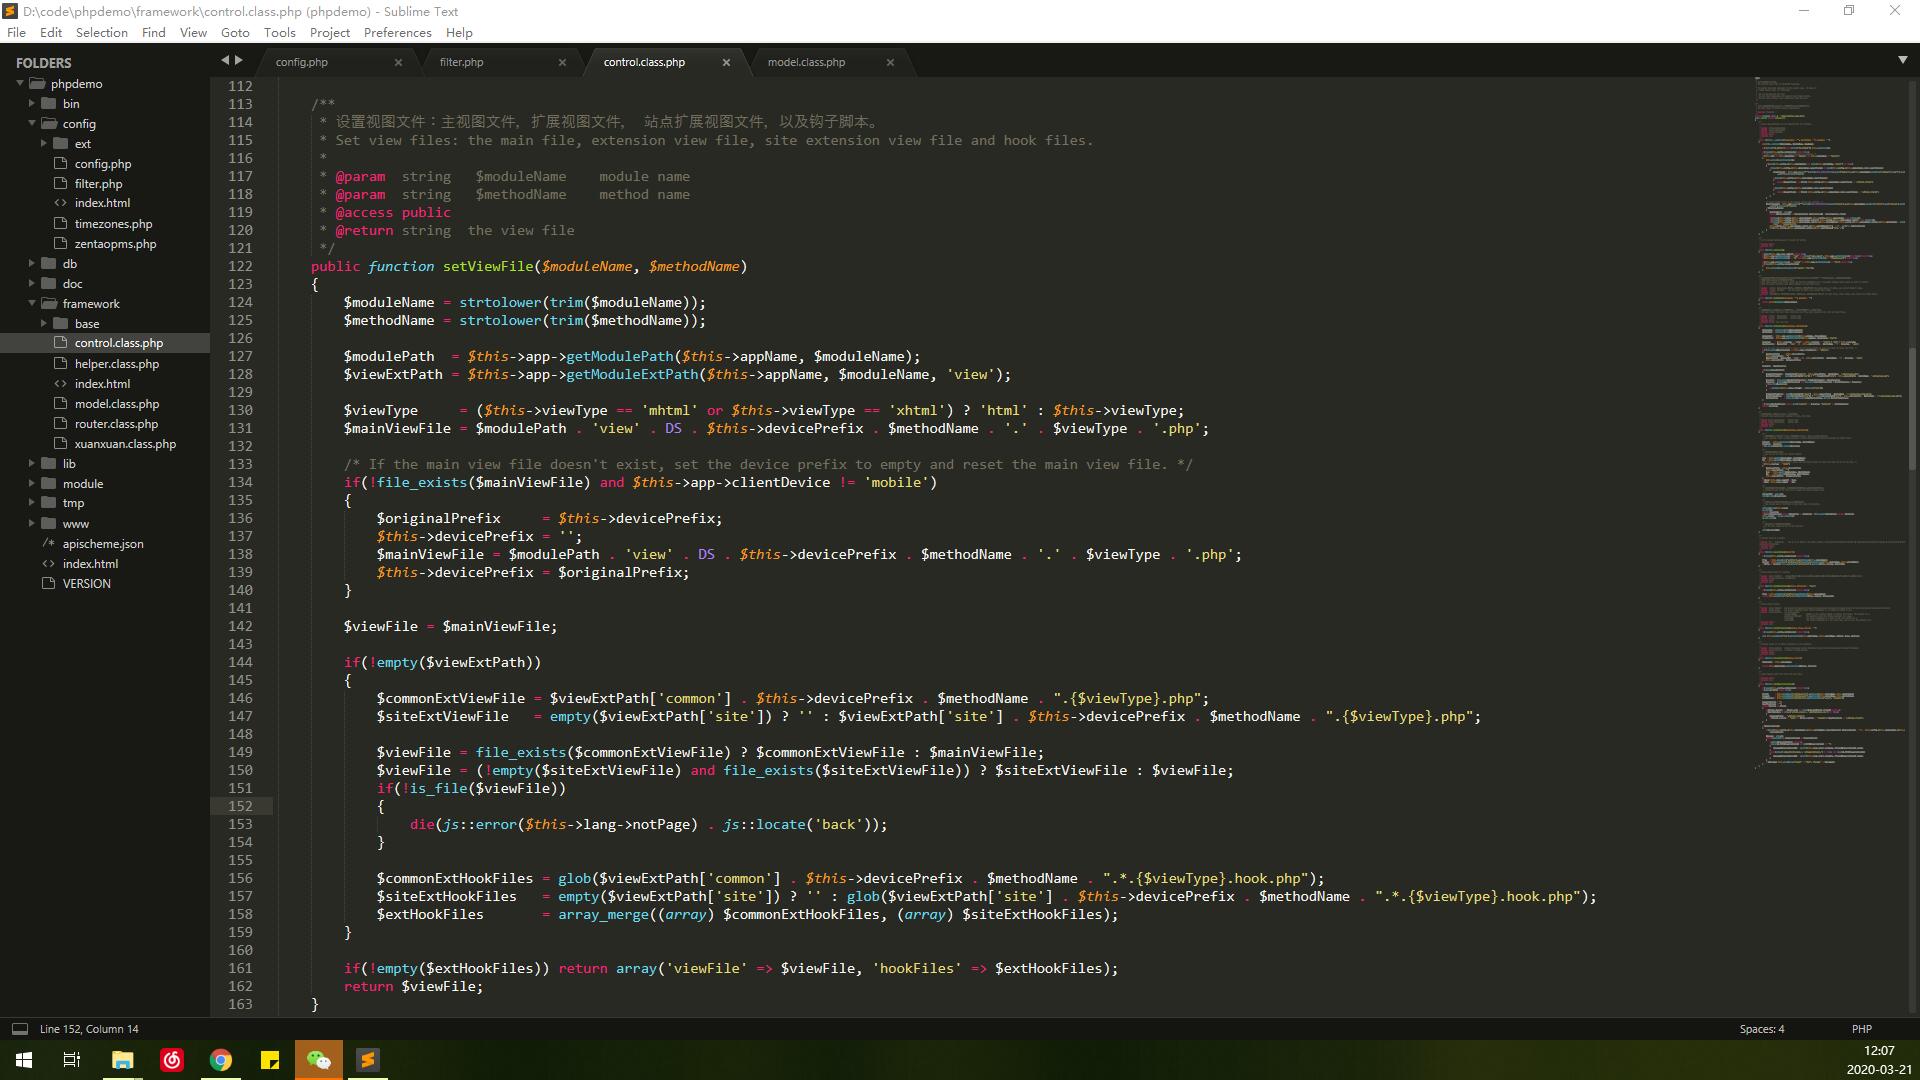 D:\code\phpdemo\framework\control.class.php (phpdemo) - Sublime Text
File Edit Selection Find View Goto Tools Project Preferences Help
FOLDERS
phpdemo
bin
config
ext
config.php
filter.php
index.html
timezones.php
zentaopms.php
db
doc
framework
base
control.class.php
helper.class.php
index.html
model.class.php
router.class.php
xuanxuan.class.php
lib
module
tmp
www
apischeme.json
index.html
VERSION
config.php filter.php control.class.php model.class.php
112
113 /**
114 * 设置视图文件：主视图文件, 扩展视图文件, 站点扩展视图文件, 以及钩子脚本。
115 * Set view files: the main file, extension view file, site extension view file and hook files.
116 *
117 * @param string $moduleName module name
118 * @param string $methodName method name
119 * @access public
120 * @return string the view file
121 */
122 public function setViewFile($moduleName, $methodName)
123 {
124 $moduleName = strtolower(trim($moduleName));
125 $methodName = strtolower(trim($methodName));
126
127 $modulePath = $this->app->getModulePath($this->appName, $moduleName);
128 $viewExtPath = $this->app->getModuleExtPath($this->appName, $moduleName, 'view');
129
130 $viewType = ($this->viewType == 'mhtml' or $this->viewType == 'xhtml') ? 'html' : $this->viewType;
131 $mainViewFile = $modulePath . 'view' . DS . $this->devicePrefix . $methodName . '.' . $viewType . '.php';
132
133 /* If the main view file doesn't exist, set the device prefix to empty and reset the main view file. */
134 if(!file_exists($mainViewFile) and $this->app->clientDevice != 'mobile')
135 {
136 $originalPrefix = $this->devicePrefix;
137 $this->devicePrefix = '';
138 $mainViewFile = $modulePath . 'view' . DS . $this->devicePrefix . $methodName . '.' . $viewType . '.php';
139 $this->devicePrefix = $originalPrefix;
140 }
141
142 $viewFile = $mainViewFile;
143
144 if(!empty($viewExtPath))
145 {
146 $commonExtViewFile = $viewExtPath['common'] . $this->devicePrefix . $methodName . ".{$viewType}.php";
147 $siteExtViewFile = empty($viewExtPath['site']) ? '' : $viewExtPath['site'] . $this->devicePrefix . $methodName . ".{$viewType}.php";
148
149 $viewFile = file_exists($commonExtViewFile) ? $commonExtViewFile : $mainViewFile;
150 $viewFile = (!empty($siteExtViewFile) and file_exists($siteExtViewFile)) ? $siteExtViewFile : $viewFile;
151 if(!is_file($viewFile))
152 {
153 die(js::error($this->lang->notPage) . js::locate('back'));
154 }
155
156 $commonExtHookFiles = glob($viewExtPath['common'] . $this->devicePrefix . $methodName . ".*.{$viewType}.hook.php");
157 $siteExtHookFiles = empty($viewExtPath['site']) ? '' : glob($viewExtPath['site'] . $this->devicePrefix . $methodName . ".*.{$viewType}.hook.php");
158 $extHookFiles = array_merge((array) $commonExtHookFiles, (array) $siteExtHookFiles);
159 }
160
161 if(!empty($extHookFiles)) return array('viewFile' => $viewFile, 'hookFiles' => $extHookFiles);
162 return $viewFile;
163 }
Line 152, Column 14
Spaces: 4
PHP
12:07
2020-03-21